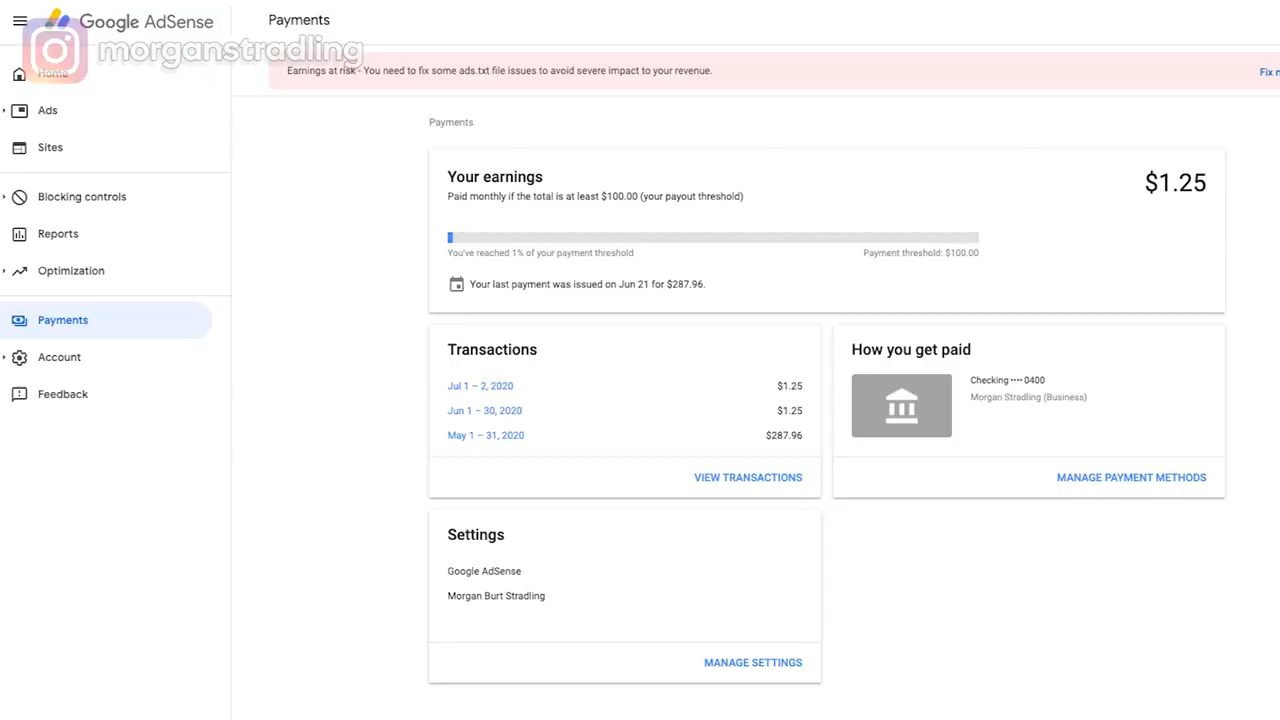 Google AdSense
Payments
morganstradling
Home
Earnings at risk - You need to fix some ads.txt file issues to avoid severe impact to your revenue.
Fix
Ads
Sites
Blocking controls
Reports
Optimization
Payments
Account
Feedback
Payments
Your earnings
$1.25
Paid monthly if the total is at least $100.00 (your payout threshold)
You've reached 1% of your payment threshold
Payment threshold: $100.00
Your last payment was issued on Jun 21 for $287.96.
Transactions
Jul 1 – 2, 2020 $1.25
Jun 1 – 30, 2020 $1.25
May 1 – 31, 2020 $287.96
VIEW TRANSACTIONS
How you get paid
Checking •••• 0400
Morgan Stradling (Business)
MANAGE PAYMENT METHODS
Settings
Google AdSense
Morgan Burt Stradling
MANAGE SETTINGS